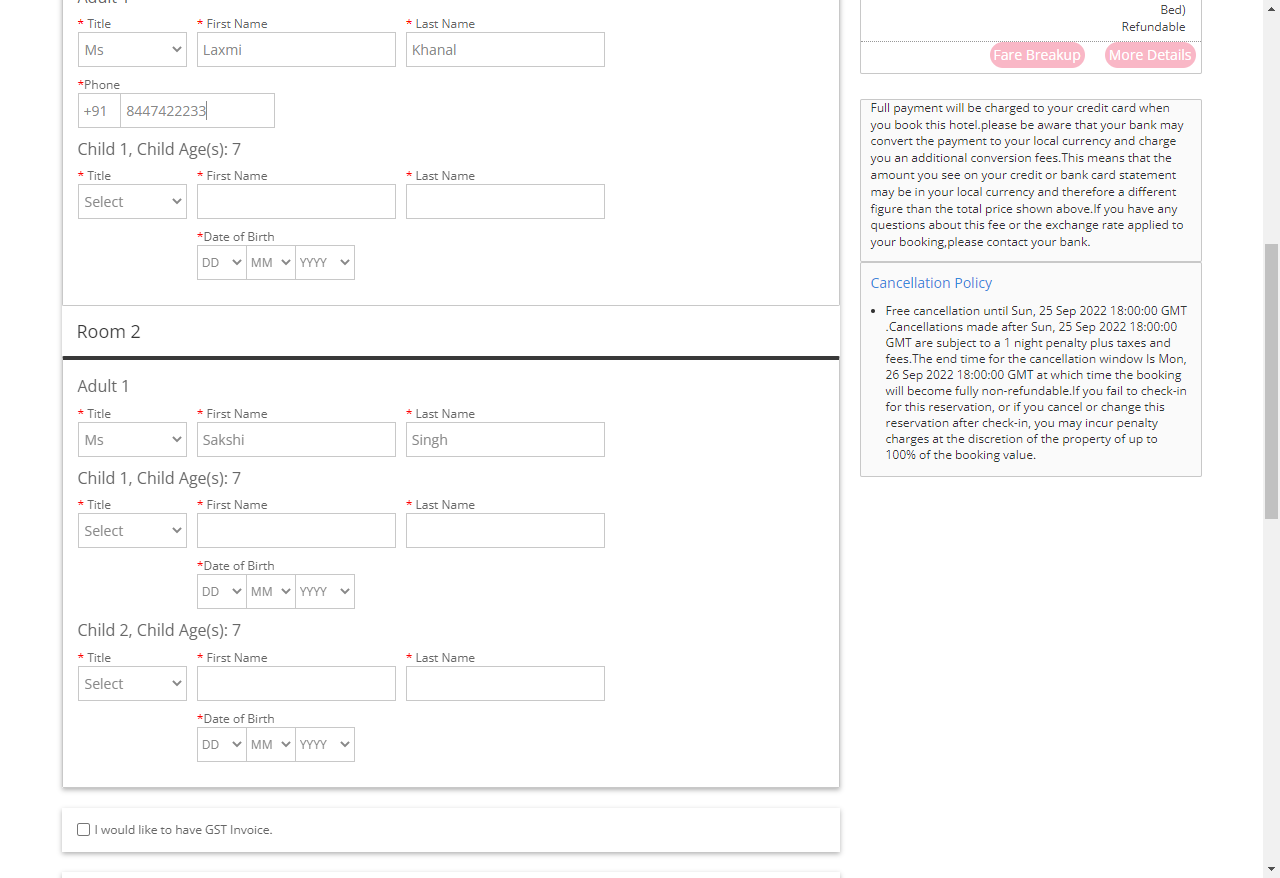 Adult 1
* Title * First Name * Last Name
Ms Laxmi Khanal
*Phone
+91 8447422233
Child 1, Child Age(s): 7
* Title * First Name * Last Name
Select
*Date of Birth
DD MM YYYY
Room 2
Adult 1
* Title * First Name * Last Name
Ms Sakshi Singh
Child 1, Child Age(s): 7
* Title * First Name * Last Name
Select
*Date of Birth
DD MM YYYY
Child 2, Child Age(s): 7
* Title * First Name * Last Name
Select
*Date of Birth
DD MM YYYY
I would like to have GST Invoice.
Bed)
Refundable
Fare Breakup More Details
Full payment will be charged to your credit card when
you book this hotel.please be aware that your bank may
convert the payment to your local currency and charge
you an additional conversion fees.This means that the
amount you see on your credit or bank card statement
may be in your local currency and therefore a different
figure than the total price shown above.If you have any
questions about this fee or the exchange rate applied to
your booking,please contact your bank.
Cancellation Policy
• Free cancellation until Sun, 25 Sep 2022 18:00:00 GMT
.Cancellations made after Sun, 25 Sep 2022 18:00:00
GMT are subject to a 1 night penalty plus taxes and
fees.The end time for the cancellation window Is Mon,
26 Sep 2022 18:00:00 GMT at which time the booking
will become fully non-refundable.If you fail to check-in
for this reservation, or if you cancel or change this
reservation after check-in, you may incur penalty
charges at the discretion of the property of up to
100% of the booking value.